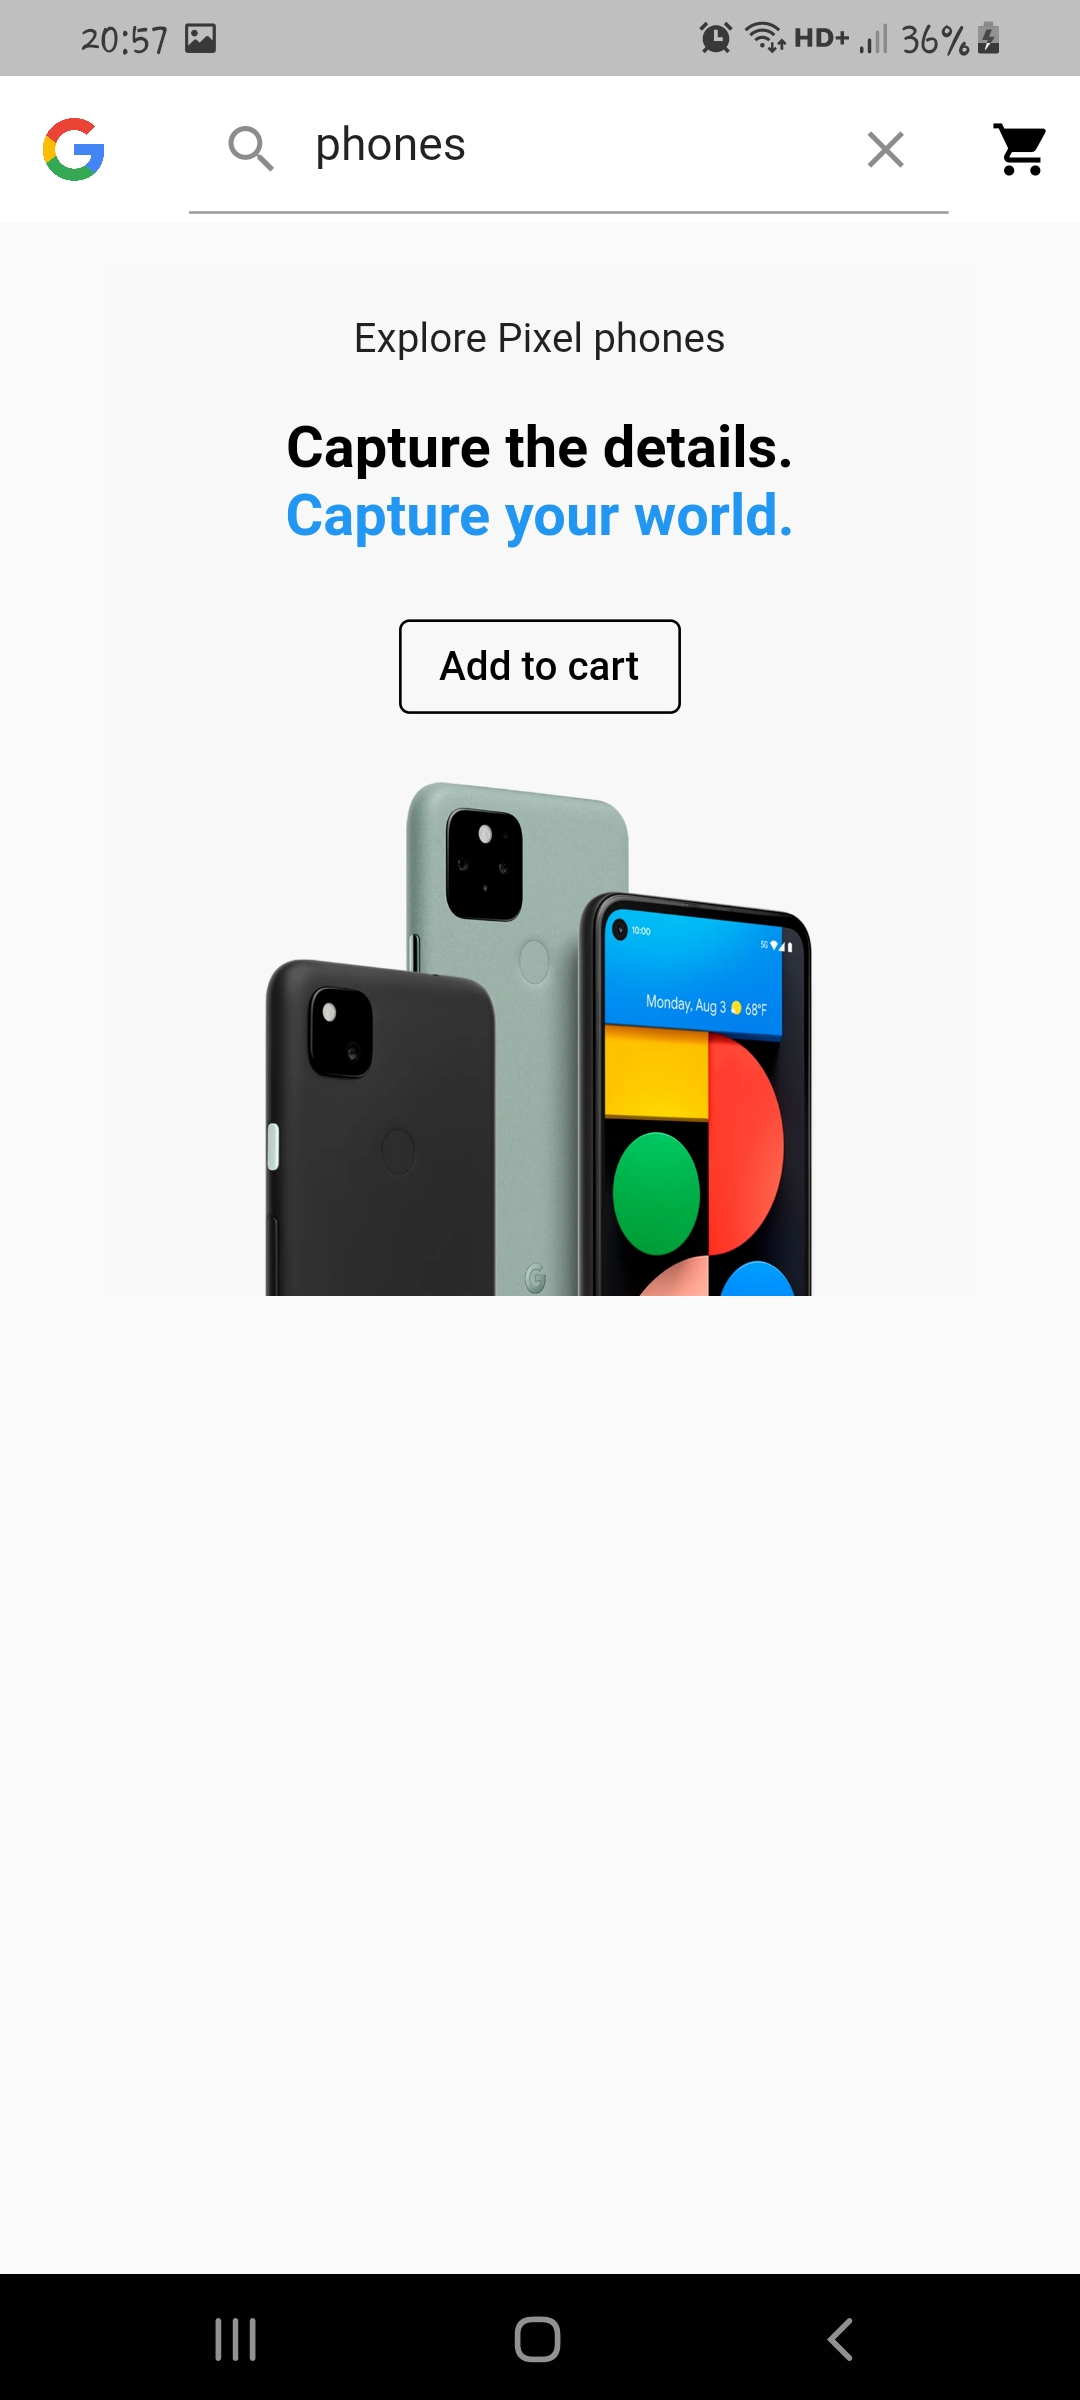 20:57 HD+ 36%
phones
Explore Pixel phones
Capture the details.
Capture your world.
Add to cart
10:00
5G
Monday, Aug 3 68°F